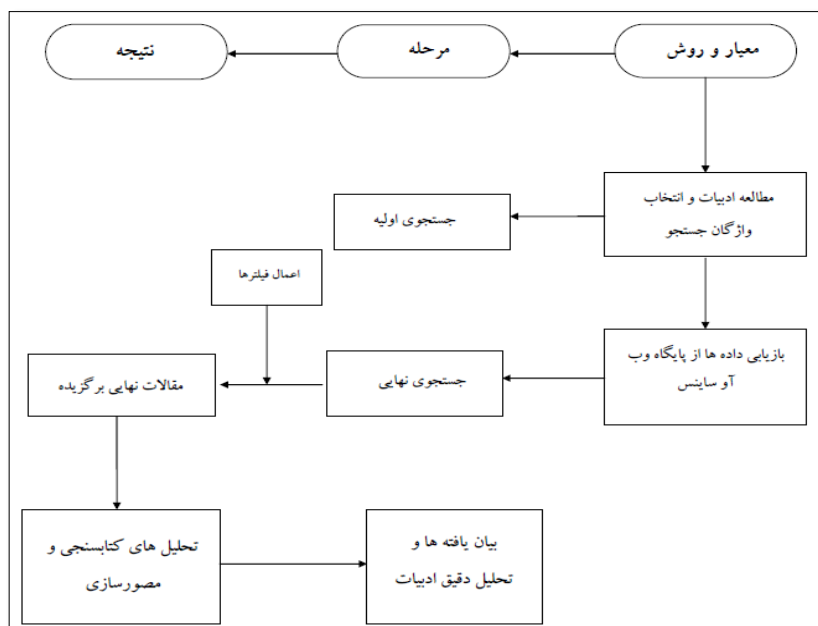 معیار و روش
مرحله
نتیجه
مطالعه ادبیات و انتخاب
واژگان جستجو
جستجوی اولیه
اعمال فیلترها
بازیابی داده ها از پایگاه وب
آو ساینس
جستجوی نهایی
مقالات نهایی برگزیده
تحلیل های کتابسنجی و
مصورسازی
بیان یافته ها و
تحلیل دقیق ادبیات